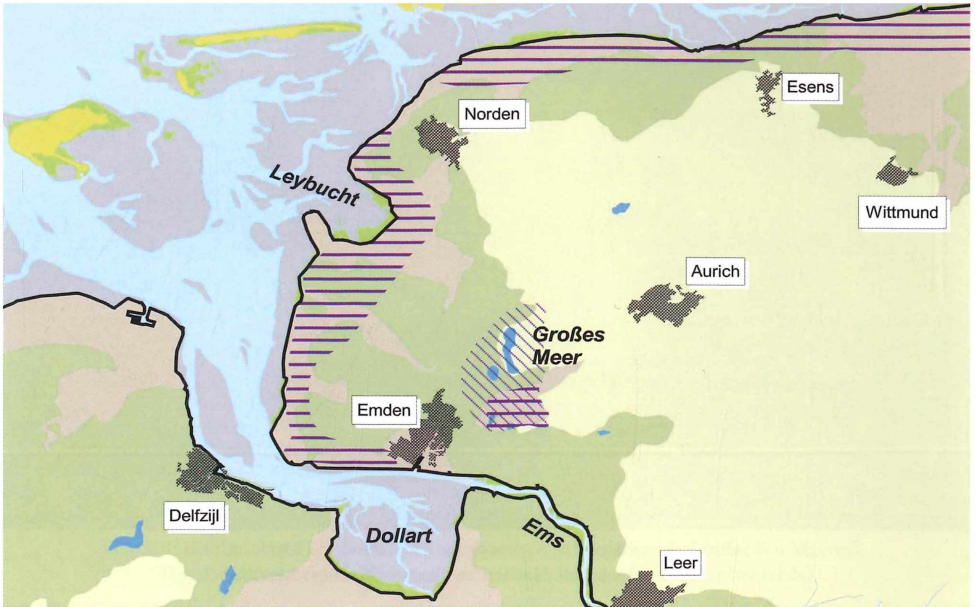 Esens
Norden
Leybucht
Wittmund
Aurich
Großes
Meer
Emden
Delfzijl
Dollart
Ems
Leer